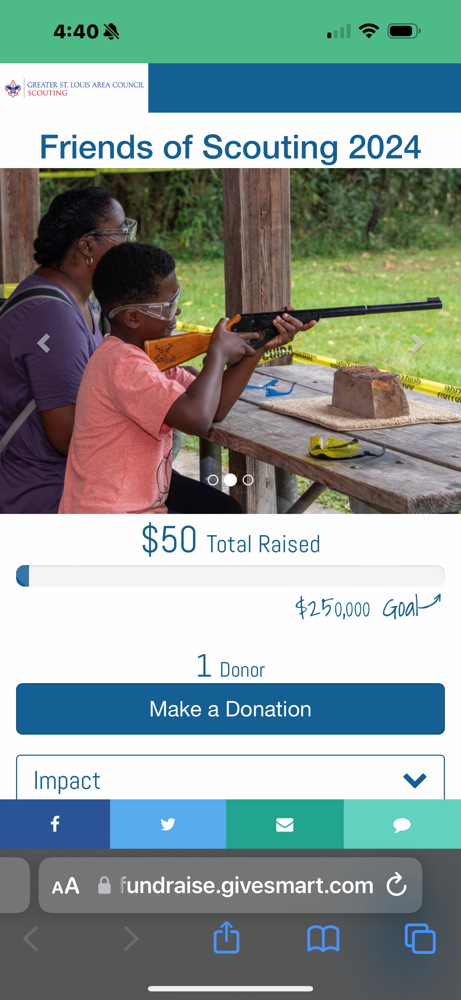 4:40
GREATER ST. LOUIS AREA COUNCIL
SCOUTING
Friends of Scouting 2024
BUCK
$50 Total Raised
$250,000 Goal
1 Donor
Make a Donation
Impact
AA fundraise.givesmart.com